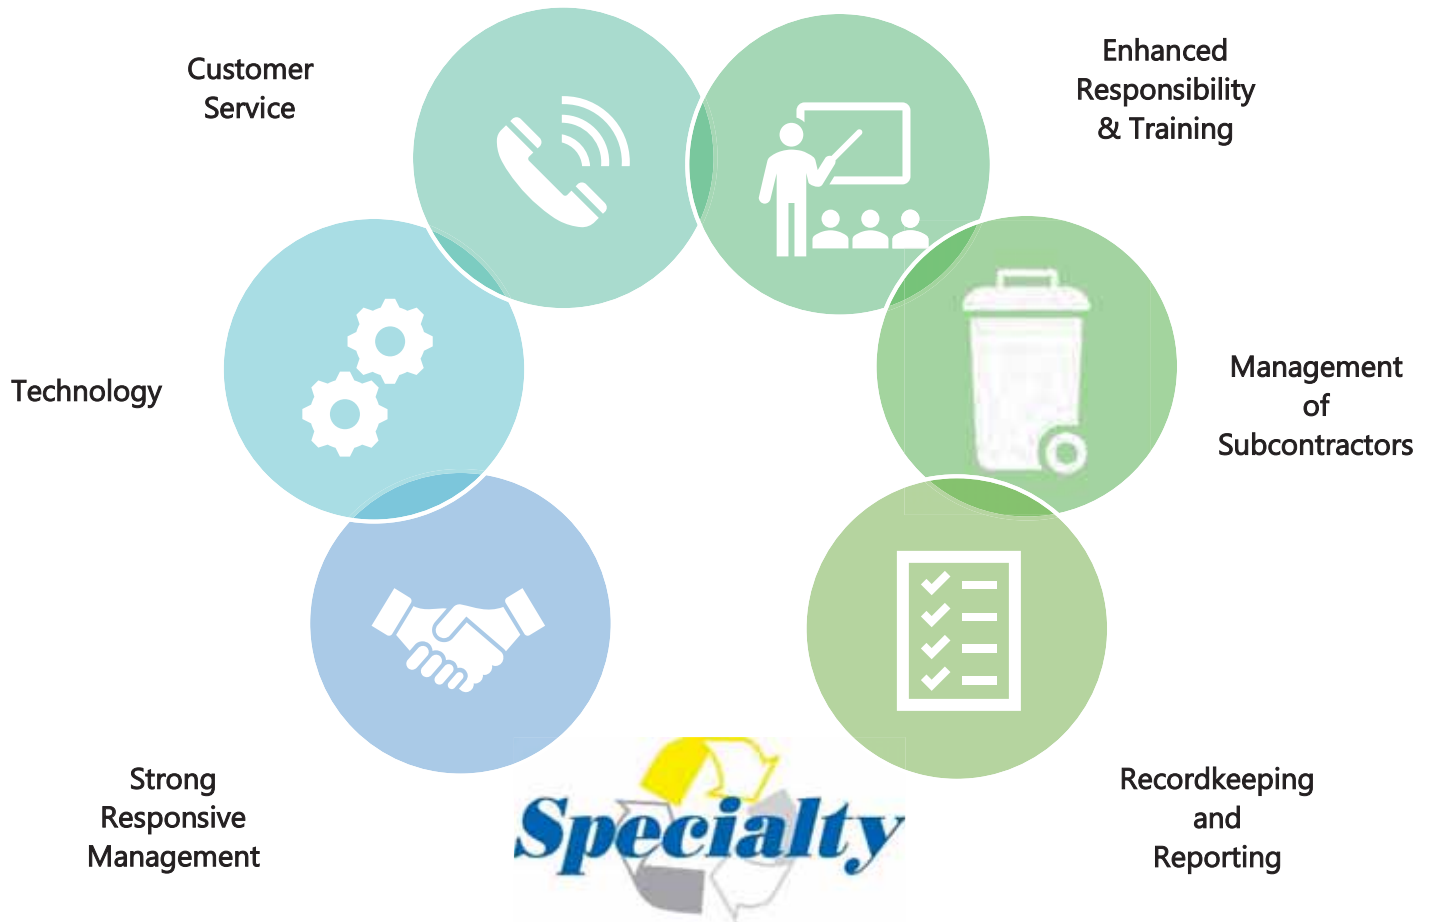 Customer
Service
Enhanced
Responsibility
& Training
Technology
Management
of
Subcontractors
Strong
Responsive
Management
Recordkeeping
and
Reporting
Specialty